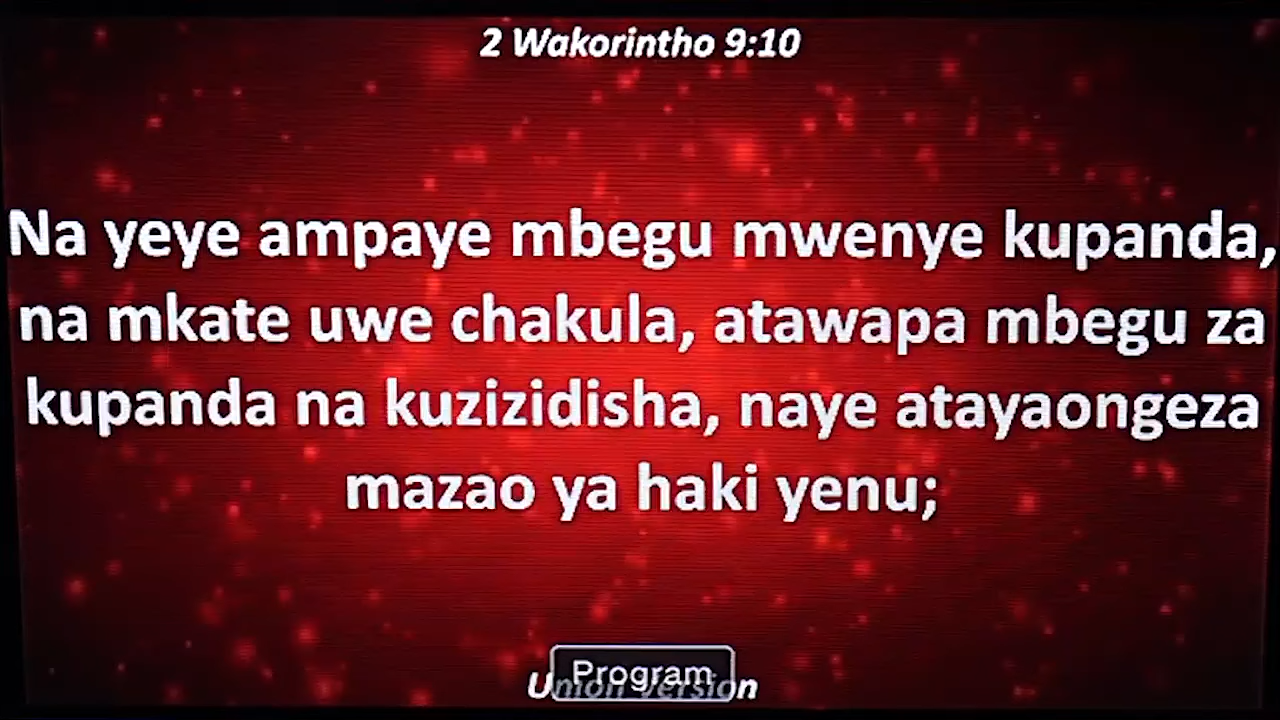 2 Wakorintho 9:10
Na yeye ampaye mbegu mwenye kupanda,
na mkate uwe chakula, atawapa mbegu za
kupanda na kuzizidisha, naye atayaongeza
mazao ya haki yenu;
Program
Union Version